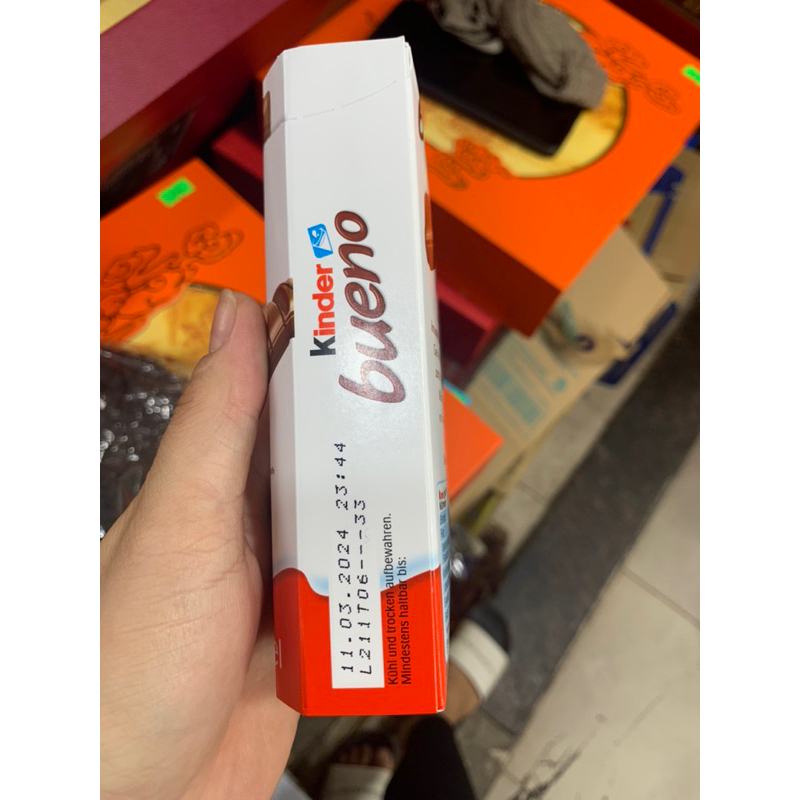 Kinder
bueno
11.03.2024 23:44
L211T06---33
Kühl und trocken aufbewahren.
Mindestens haltbar bis: